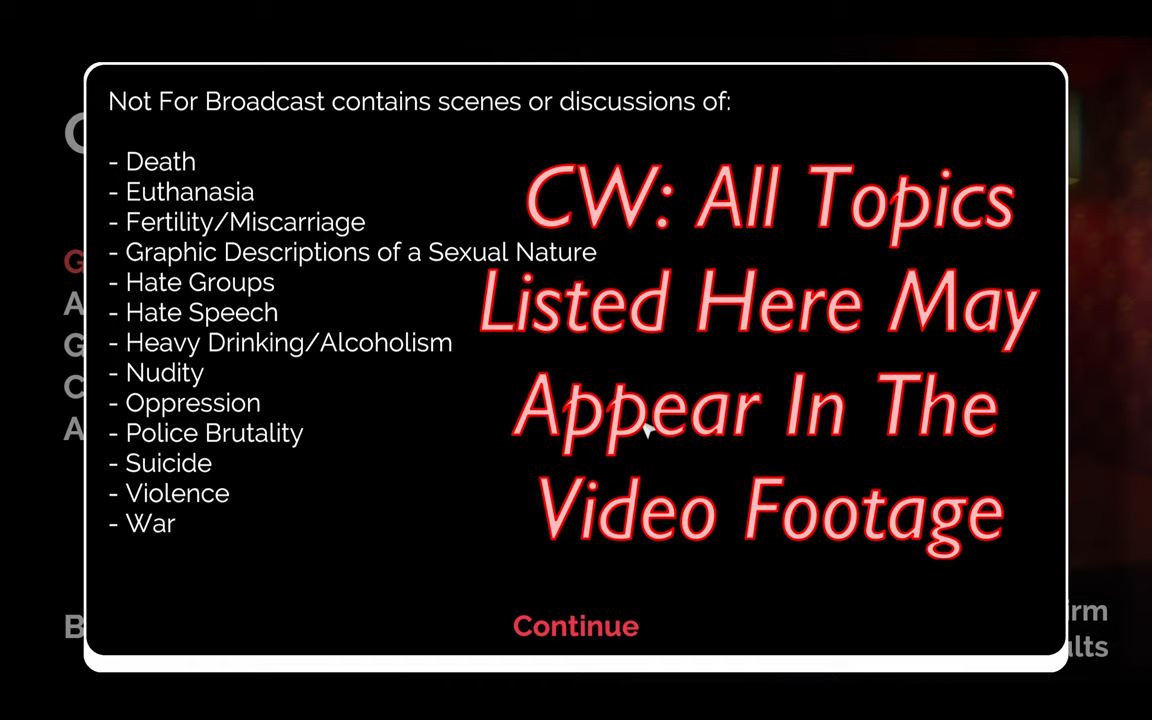 Not For Broadcast contains scenes or discussions of:
- Death
- Euthanasia
- Fertility/Miscarriage
- Graphic Descriptions of a Sexual Nature
- Hate Groups
- Hate Speech
- Heavy Drinking/Alcoholism
- Nudity
- Oppression
- Police Brutality
- Suicide
- Violence
- War
CW: All Topics
Listed Here May
Appear In The
Video Footage
Continue